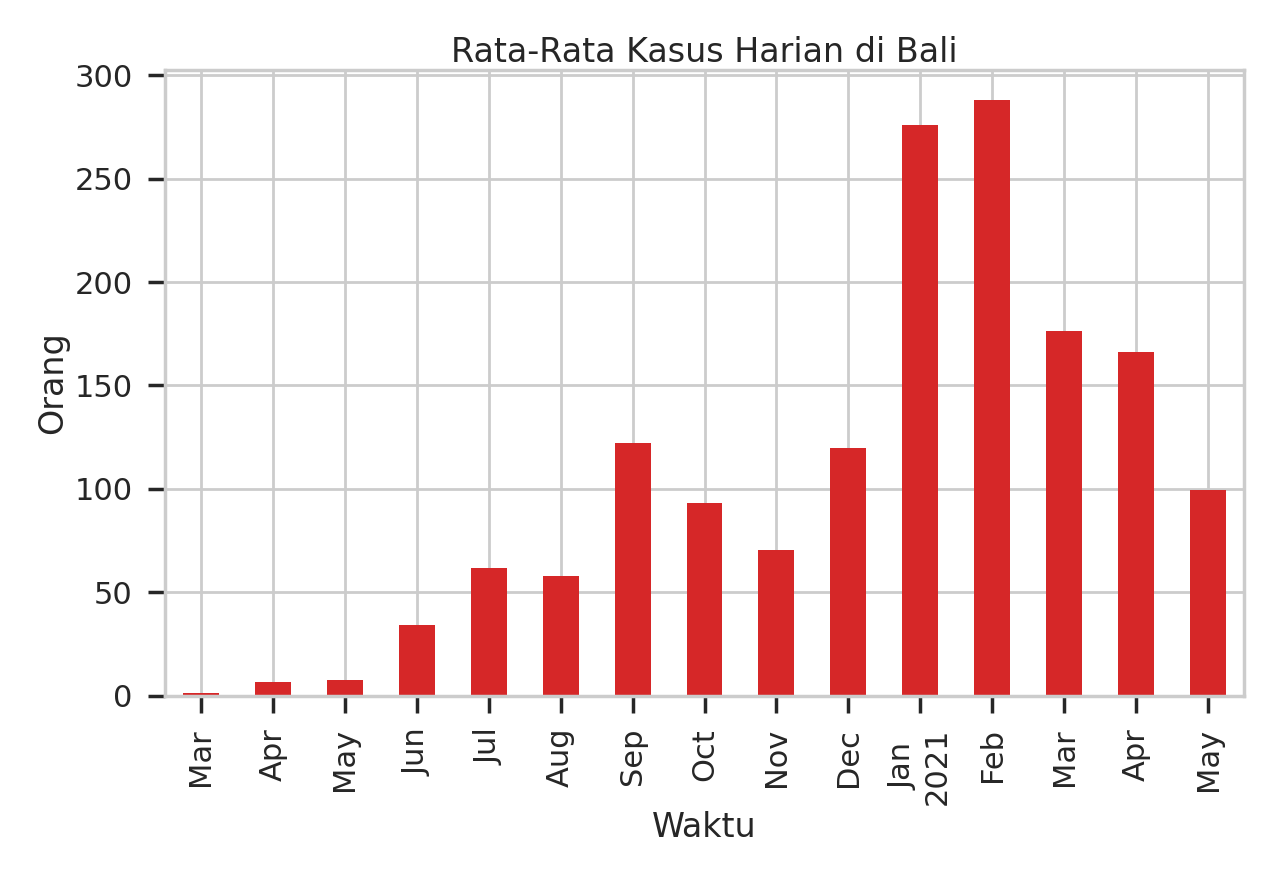 Rata-Rata Kasus Harian di Bali
300
250
200
150
100
50
0
Orang
Mar
Apr
May
Jun
Jul
Aug
Sep
Oct
Nov
Dec
Jan
2021
Feb
Mar
Apr
May
Waktu